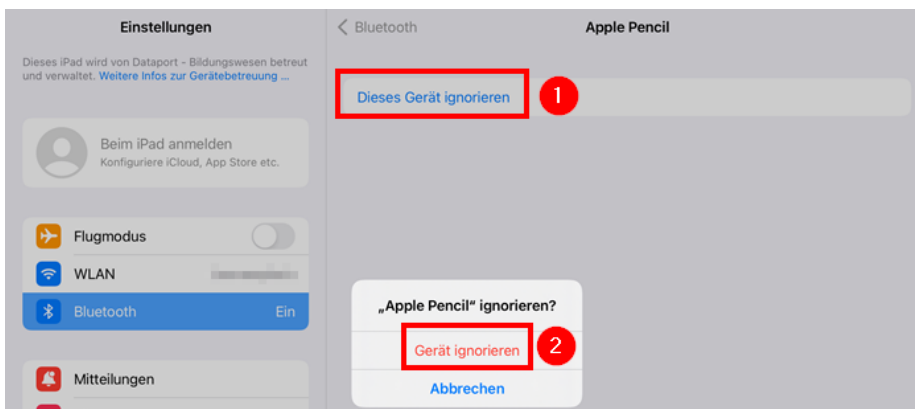 Einstellungen
Dieses iPad wird von Dataport - Bildungswesen betreut
und verwaltet. Weitere Infos zur Gerätebetreuung ...
Beim iPad anmelden
Konfiguriere iCloud, App Store etc.
Flugmodus
WLAN
Bluetooth Ein
Mitteilungen
Bluetooth
Apple Pencil
Dieses Gerät ignorieren
1
„Apple Pencil“ ignorieren?
Gerät ignorieren
2
Abbrechen